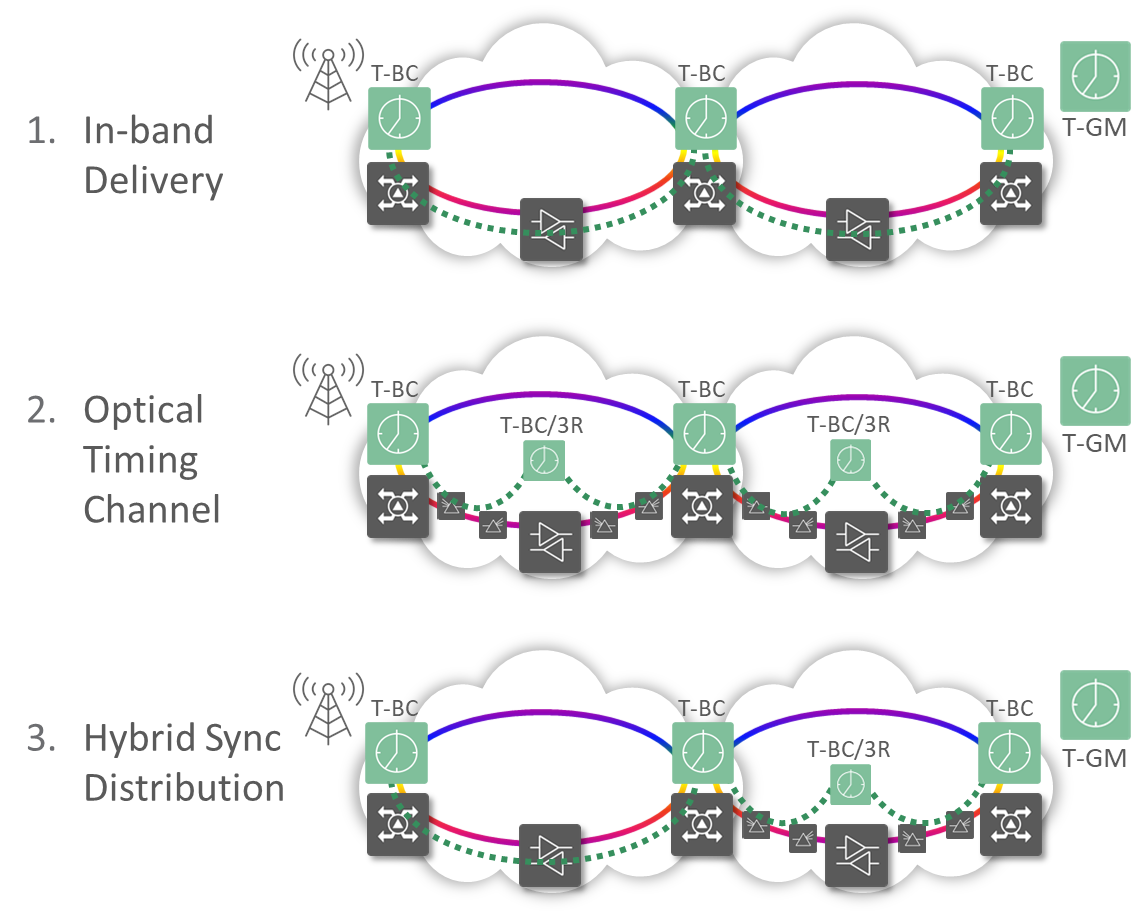 T-BC
T-BC
T-BC
1. In-band
Delivery
T-GM
T-BC
T-BC
T-BC
2. Optical
Timing
Channel
T-BC/3R
T-BC/3R
T-GM
T-BC
T-BC
T-BC
3. Hybrid Sync
Distribution
T-BC/3R
T-GM